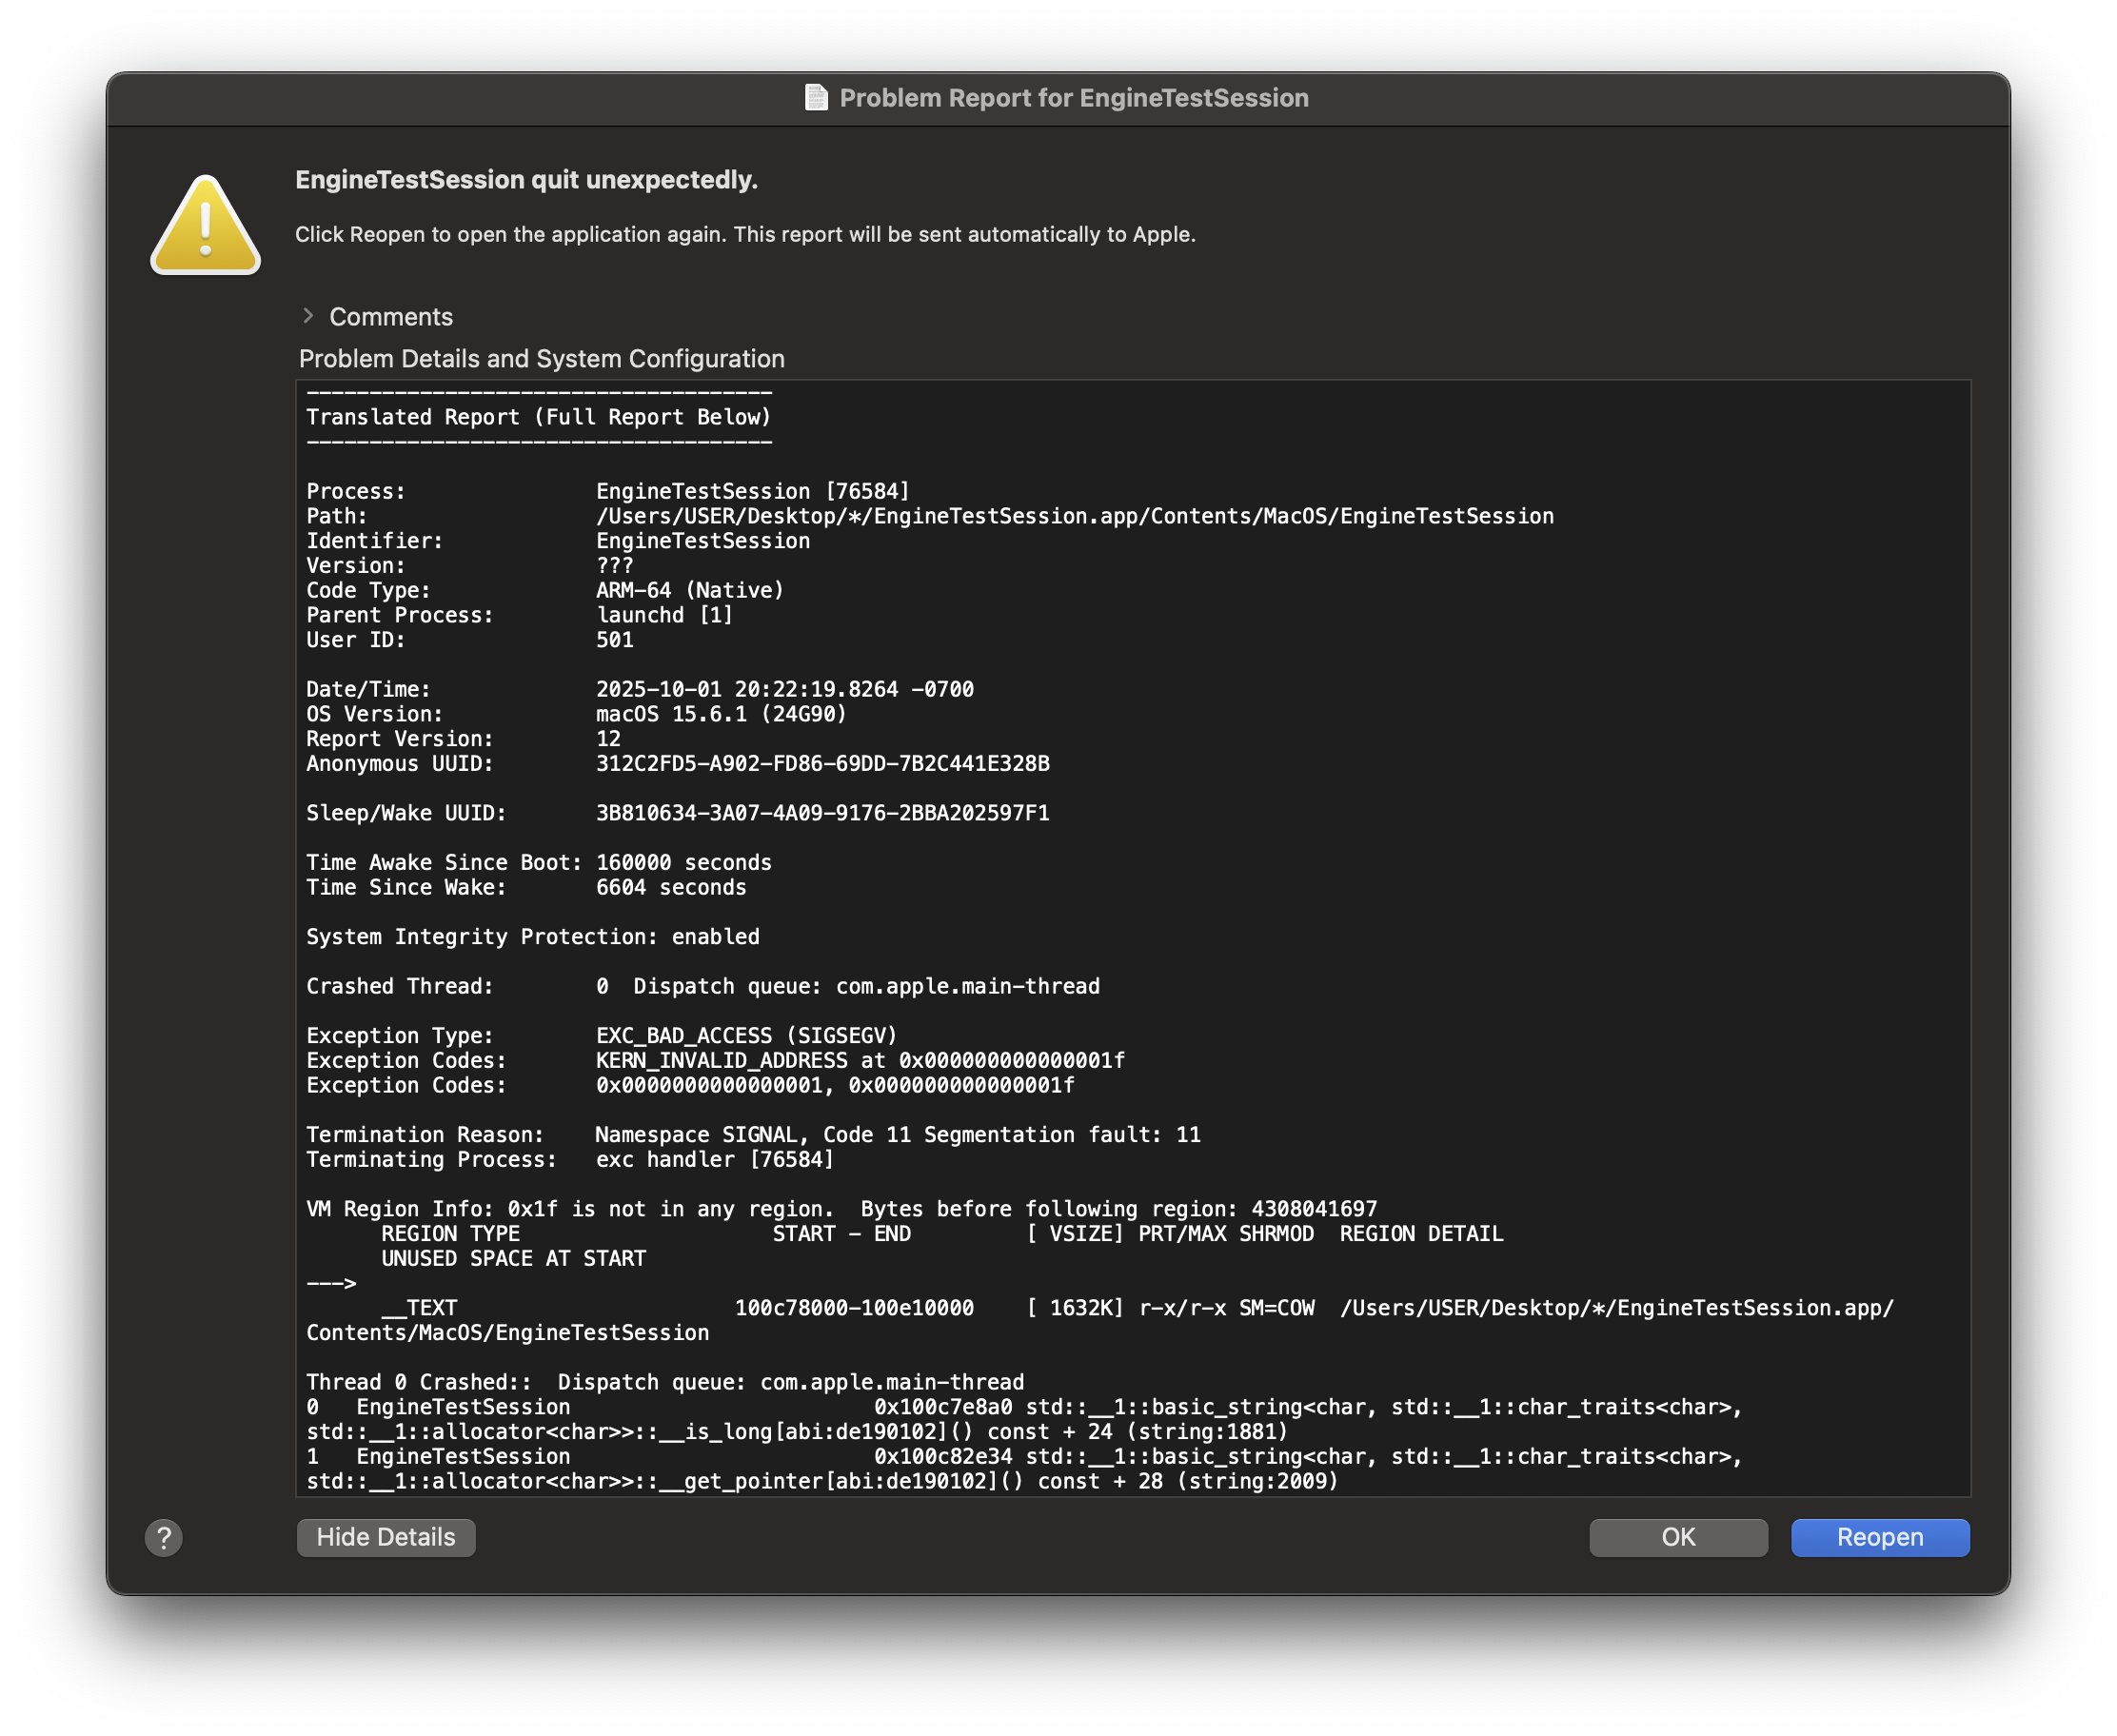 Problem Report for EngineTestSession
EngineTestSession quit unexpectedly.
Click Reopen to open the application again. This report will be sent automatically to Apple.
Comments
Problem Details and System Configuration
-------------------------------------
Translated Report (Full Report Below)
-------------------------------------
Process: EngineTestSession [76584]
Path: /Users/USER/Desktop/*/EngineTestSession.app/Contents/MacOS/EngineTestSession
Identifier: EngineTestSession
Version: ???
Code Type: ARM-64 (Native)
Parent Process: launchd [1]
User ID: 501
Date/Time: 2025-10-01 20:22:19.8264 -0700
OS Version: macOS 15.6.1 (24G90)
Report Version: 12
Anonymous UUID: 312C2FD5-A902-FD86-69DD-7B2C441E328B
Sleep/Wake UUID: 3B810634-3A07-4A09-9176-2BBA202597F1
Time Awake Since Boot: 160000 seconds
Time Since Wake: 6604 seconds
System Integrity Protection: enabled
Crashed Thread: 0 Dispatch queue: com.apple.main-thread
Exception Type: EXC_BAD_ACCESS (SIGSEGV)
Exception Codes: KERN_INVALID_ADDRESS at 0x000000000000001f
Exception Codes: 0x0000000000000001, 0x000000000000001f
Termination Reason: Namespace SIGNAL, Code 11 Segmentation fault: 11
Terminating Process: exc handler [76584]
VM Region Info: 0x1f is not in any region. Bytes before following region: 4308041697
REGION TYPE START - END [ VSIZE] PRT/MAX SHRMOD REGION DETAIL
UNUSED SPACE AT START
--->
__TEXT 100c78000-100e10000 [ 1632K] r-x/r-x SM=COW /Users/USER/Desktop/*/EngineTestSession.app/
Contents/MacOS/EngineTestSession
Thread 0 Crashed:: Dispatch queue: com.apple.main-thread
0 EngineTestSession 0x100c7e8a0 std::__1::basic_string<char, std::__1::char_traits<char>,
std::__1::allocator<char>>::__is_long[abi:de190102]() const + 24 (string:1881)
1 EngineTestSession 0x100c82e34 std::__1::basic_string<char, std::__1::char_traits<char>,
std::__1::allocator<char>>::__get_pointer[abi:de190102]() const + 28 (string:2009)
?
Hide Details
OK
Reopen